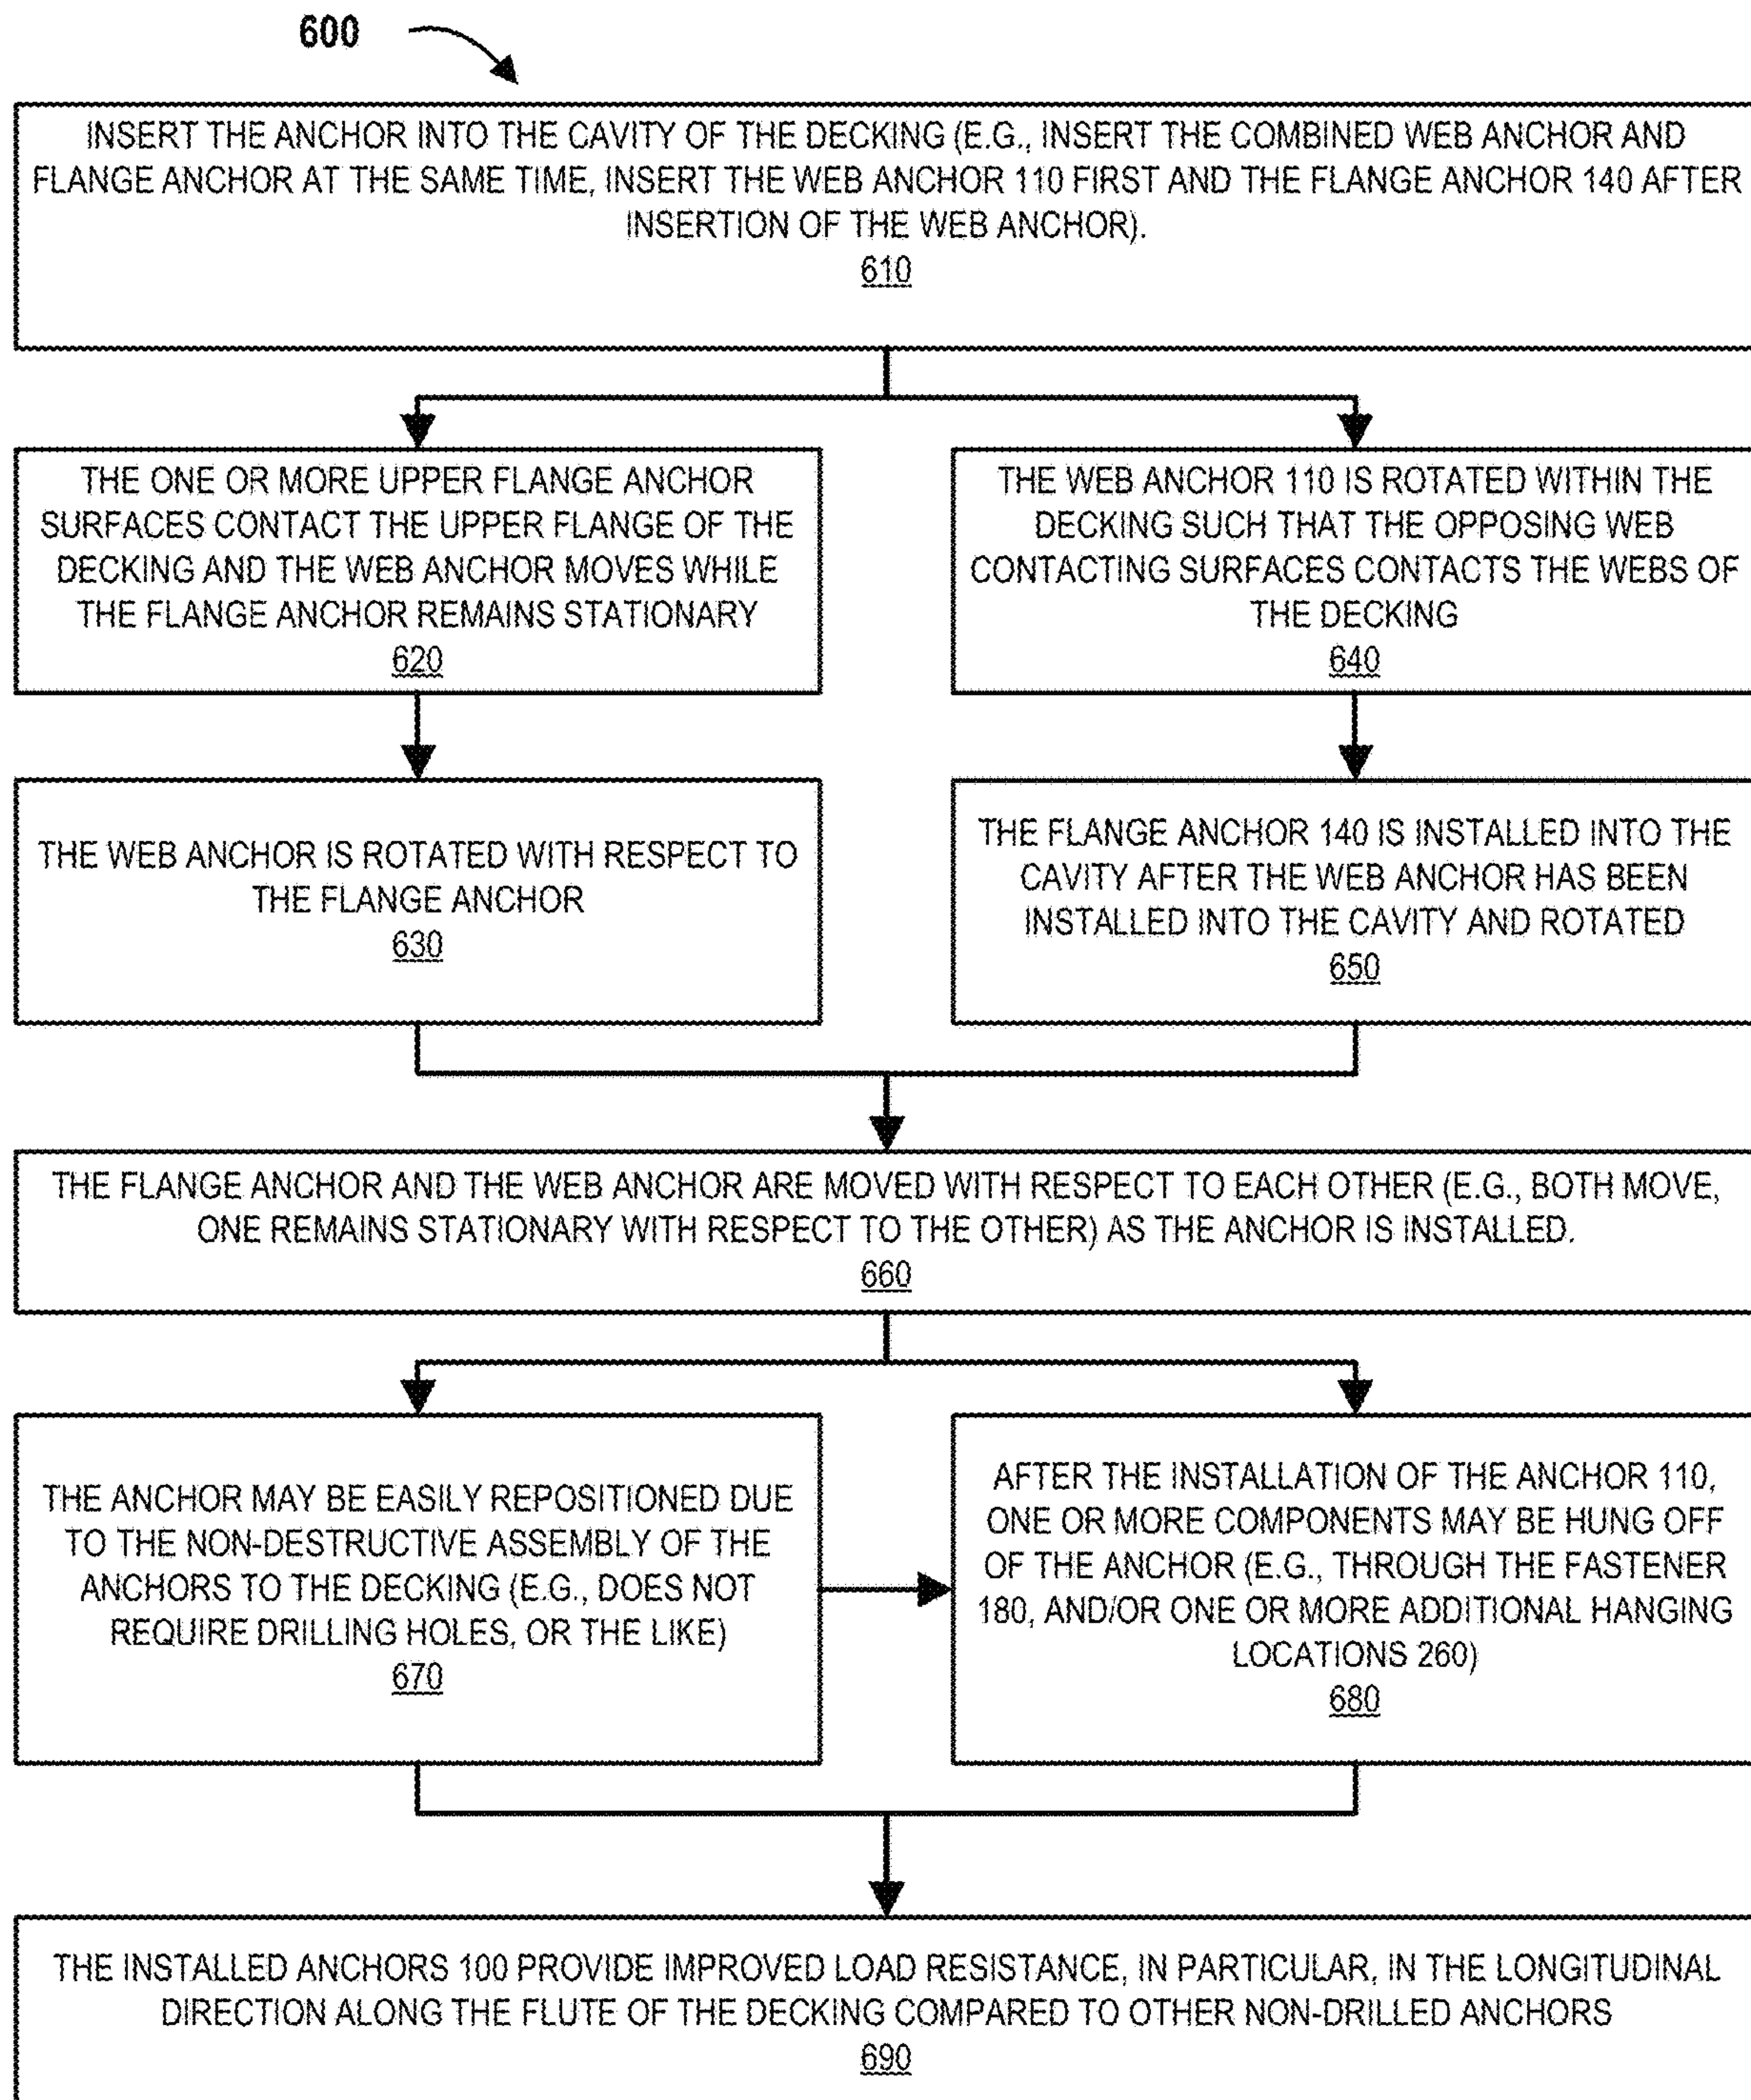 600
INSERT THE ANCHOR INTO THE CAVITY OF THE DECKING (E.G., INSERT THE COMBINED WEB ANCHOR AND
FLANGE ANCHOR AT THE SAME TIME, INSERT THE WEB ANCHOR 110 FIRST AND THE FLANGE ANCHOR 140 AFTER
INSERTION OF THE WEB ANCHOR).
610
THE ONE OR MORE UPPER FLANGE ANCHOR
SURFACES CONTACT THE UPPER FLANGE OF THE
DECKING AND THE WEB ANCHOR MOVES WHILE
THE FLANGE ANCHOR REMAINS STATIONARY
620
THE WEB ANCHOR 110 IS ROTATED WITHIN THE
DECKING SUCH THAT THE OPPOSING WEB
CONTACTING SURFACES CONTACTS THE WEBS OF
THE DECKING
640
THE WEB ANCHOR IS ROTATED WITH RESPECT TO
THE FLANGE ANCHOR
630
THE FLANGE ANCHOR 140 IS INSTALLED INTO THE
CAVITY AFTER THE WEB ANCHOR HAS BEEN
INSTALLED INTO THE CAVITY AND ROTATED
650
THE FLANGE ANCHOR AND THE WEB ANCHOR ARE MOVED WITH RESPECT TO EACH OTHER (E.G., BOTH MOVE,
ONE REMAINS STATIONARY WITH RESPECT TO THE OTHER) AS THE ANCHOR IS INSTALLED.
660
THE ANCHOR MAY BE EASILY REPOSITIONED DUE
TO THE NON-DESTRUCTIVE ASSEMBLY OF THE
ANCHORS TO THE DECKING (E.G., DOES NOT
REQUIRE DRILLING HOLES, OR THE LIKE)
670
AFTER THE INSTALLATION OF THE ANCHOR 110,
ONE OR MORE COMPONENTS MAY BE HUNG OFF
OF THE ANCHOR (E.G., THROUGH THE FASTENER
180, AND/OR ONE OR MORE ADDITIONAL HANGING
LOCATIONS 260)
680
THE INSTALLED ANCHORS 100 PROVIDE IMPROVED LOAD RESISTANCE, IN PARTICULAR, IN THE LONGITUDINAL
DIRECTION ALONG THE FLUTE OF THE DECKING COMPARED TO OTHER NON-DRILLED ANCHORS
690